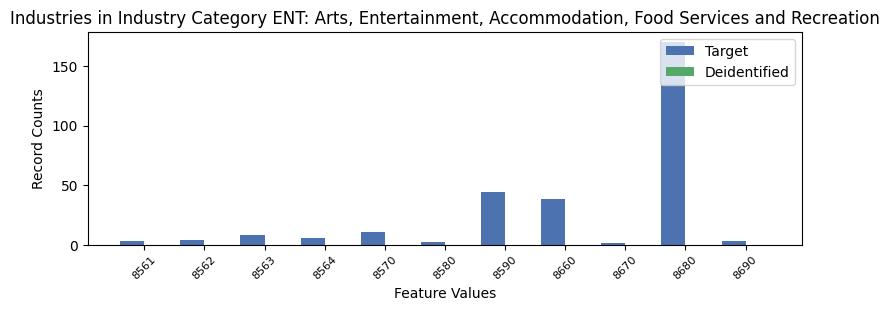 Industries in Industry Category ENT: Arts, Entertainment, Accommodation, Food Services and Recreation
Target
Deidentified
Record Counts
150
100
50
0
8561 8562 8563 8564 8570 8580 8590 8660 8670 8680 8690
Feature Values